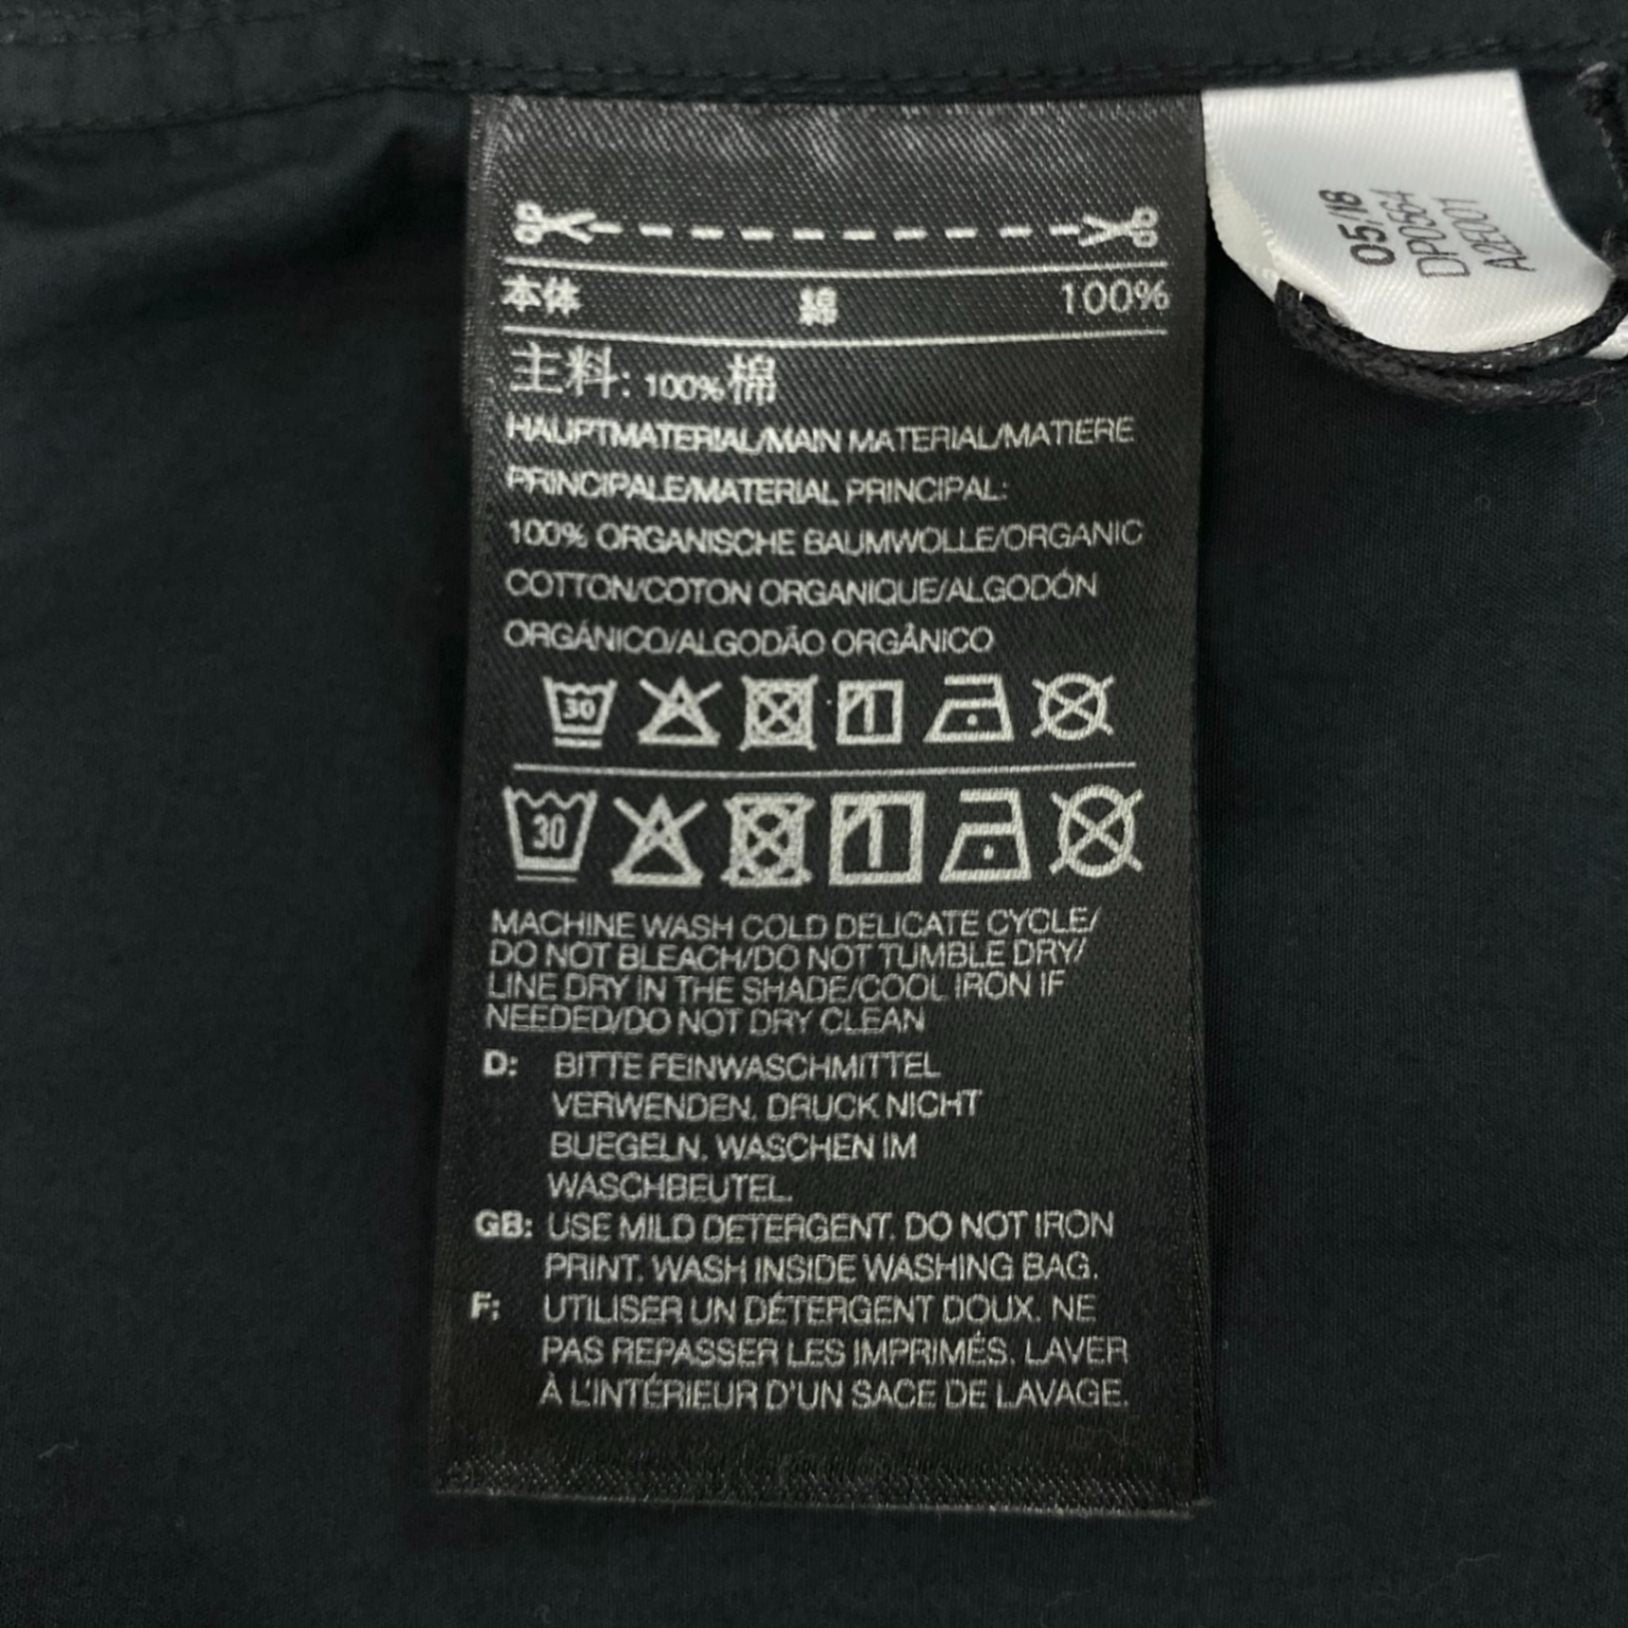 本体 綿 100%
主料: 100%棉
HAUPTMATERIAL/MAIN MATERIAL/MATIERE
PRINCIPALE/MATERIAL PRINCIPAL:
100% ORGANISCHE BAUMWOLLE/ORGANIC
COTTON/COTON ORGANIQUE/ALGODÓN
ORGÁNICO/ALGODÃO ORGÂNICO
30
30
MACHINE WASH COLD DELICATE CYCLE/
DO NOT BLEACH/DO NOT TUMBLE DRY/
LINE DRY IN THE SHADE/COOL IRON IF
NEEDED/DO NOT DRY CLEAN
D: BITTE FEINWASCHMITTEL
VERWENDEN. DRUCK NICHT
BUEGELN. WASCHEN IM
WASCHBEUTEL.
GB: USE MILD DETERGENT. DO NOT IRON
PRINT. WASH INSIDE WASHING BAG.
F: UTILISER UN DÉTERGENT DOUX. NE
PAS REPASSER LES IMPRIMÉS. LAVER
À L'INTÉRIEUR D'UN SACE DE LAVAGE.
05/18
DP0564